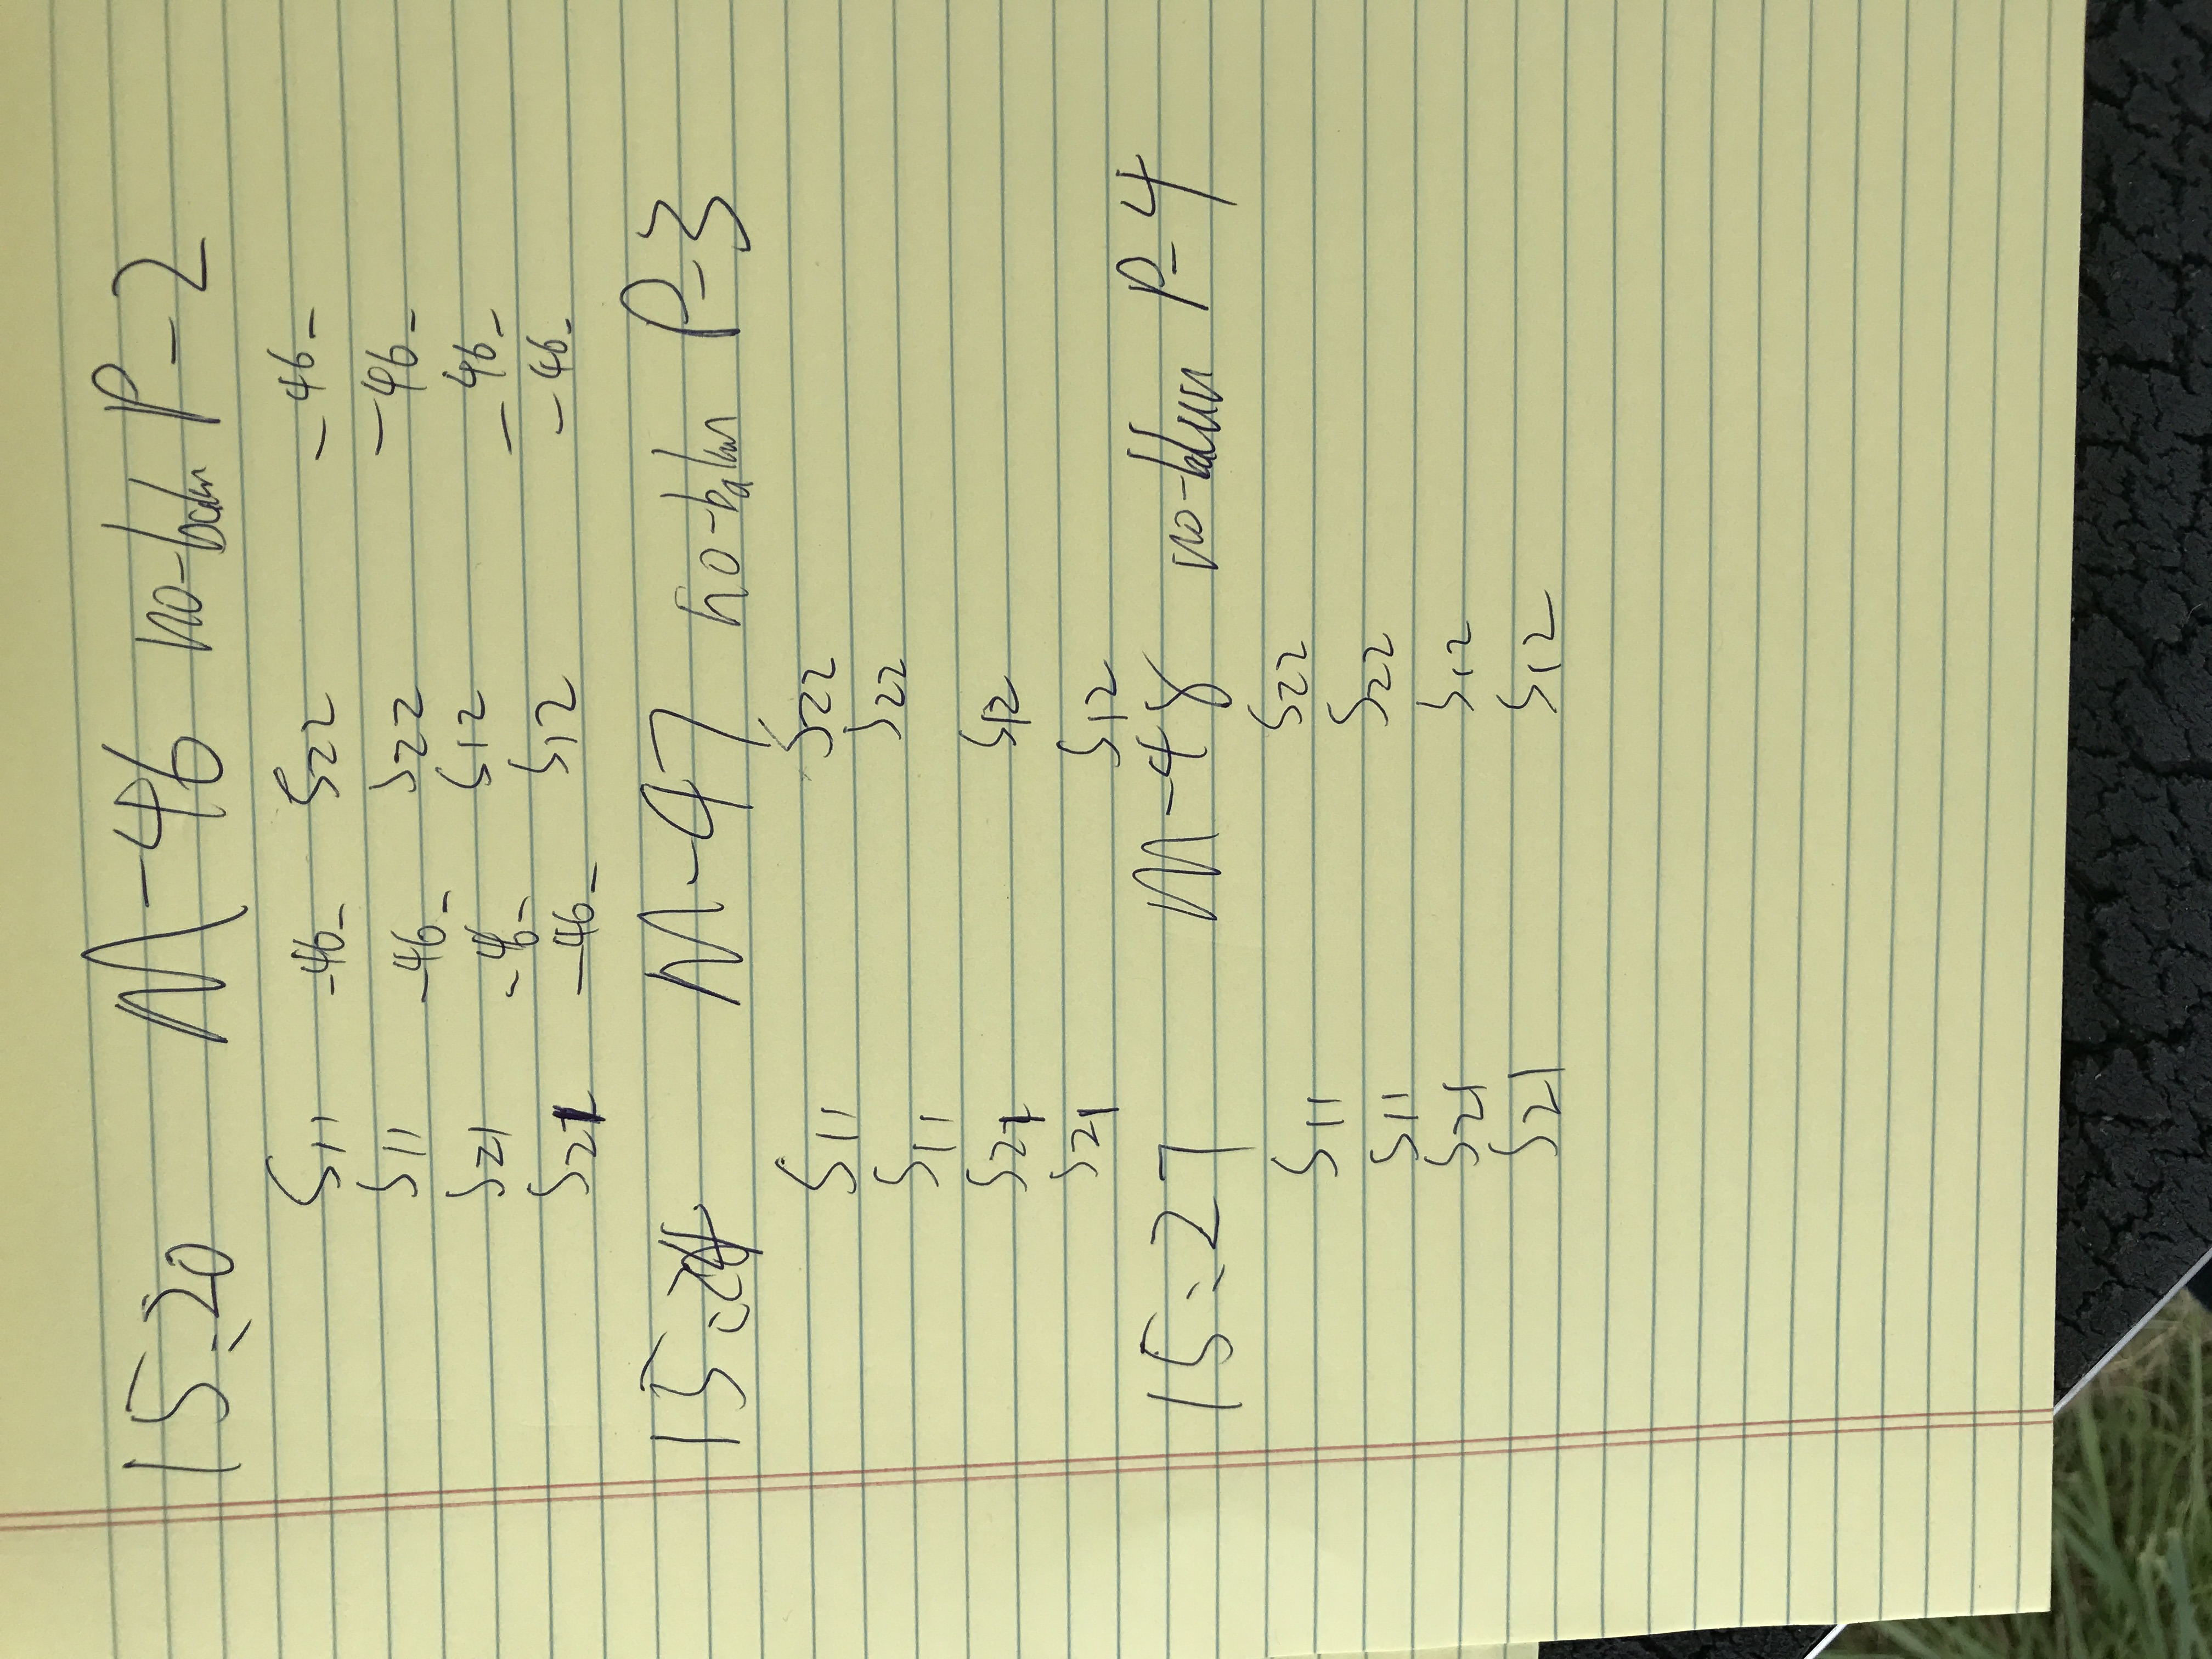 15:20 M-46 no-balun P-2
S11 -46- S22 -46-
S11 -46- S22 -46-
S21 -46- S12 -46-
S21 -46- S12 -46-
15:24 M-47 no-balun P-3
S11 S22
S11 S22
S21 S12
S21 S12
15:27 M-48 no-balun P-4
S11 S22
S11 S22
S21 S12
S21 S12